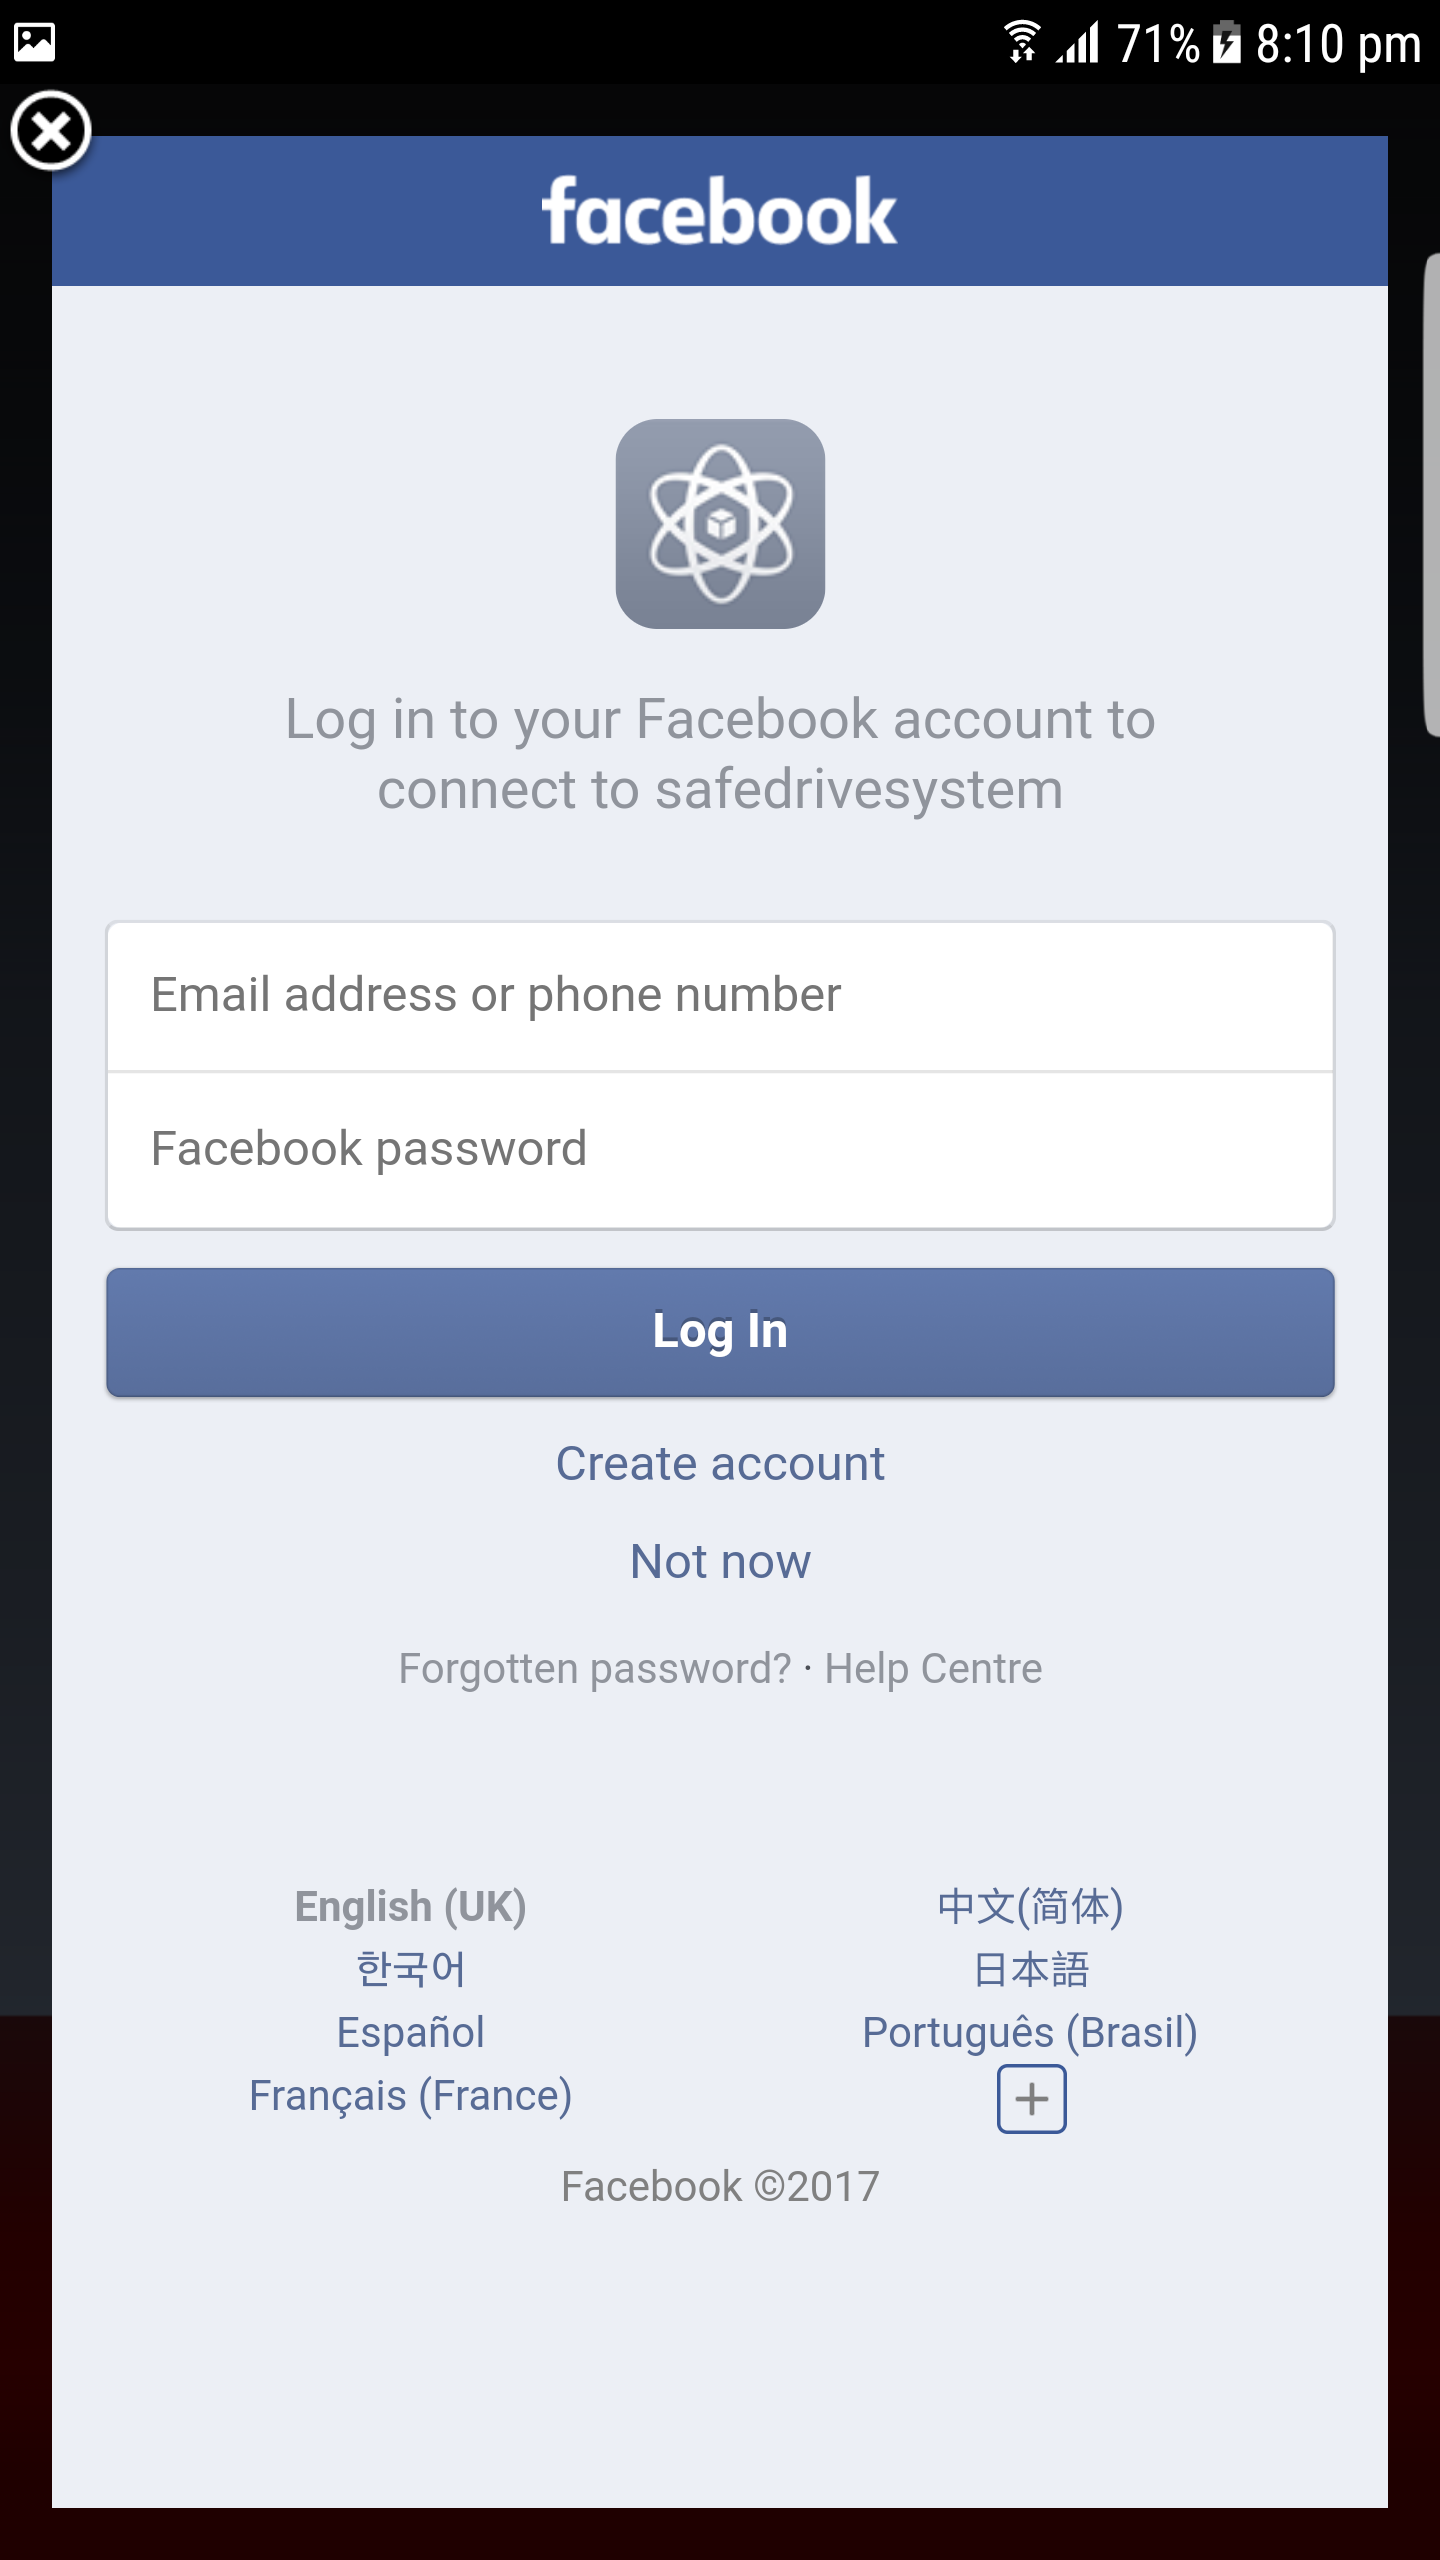 71% 8:10 pm
facebook
Log in to your Facebook account to
connect to safedrivesystem
Email address or phone number
Facebook password
Log In
Create account
Not now
Forgotten password? · Help Centre
English (UK)
中文(简体)
한국어
日本語
Español
Português (Brasil)
Français (France)
Facebook ©2017